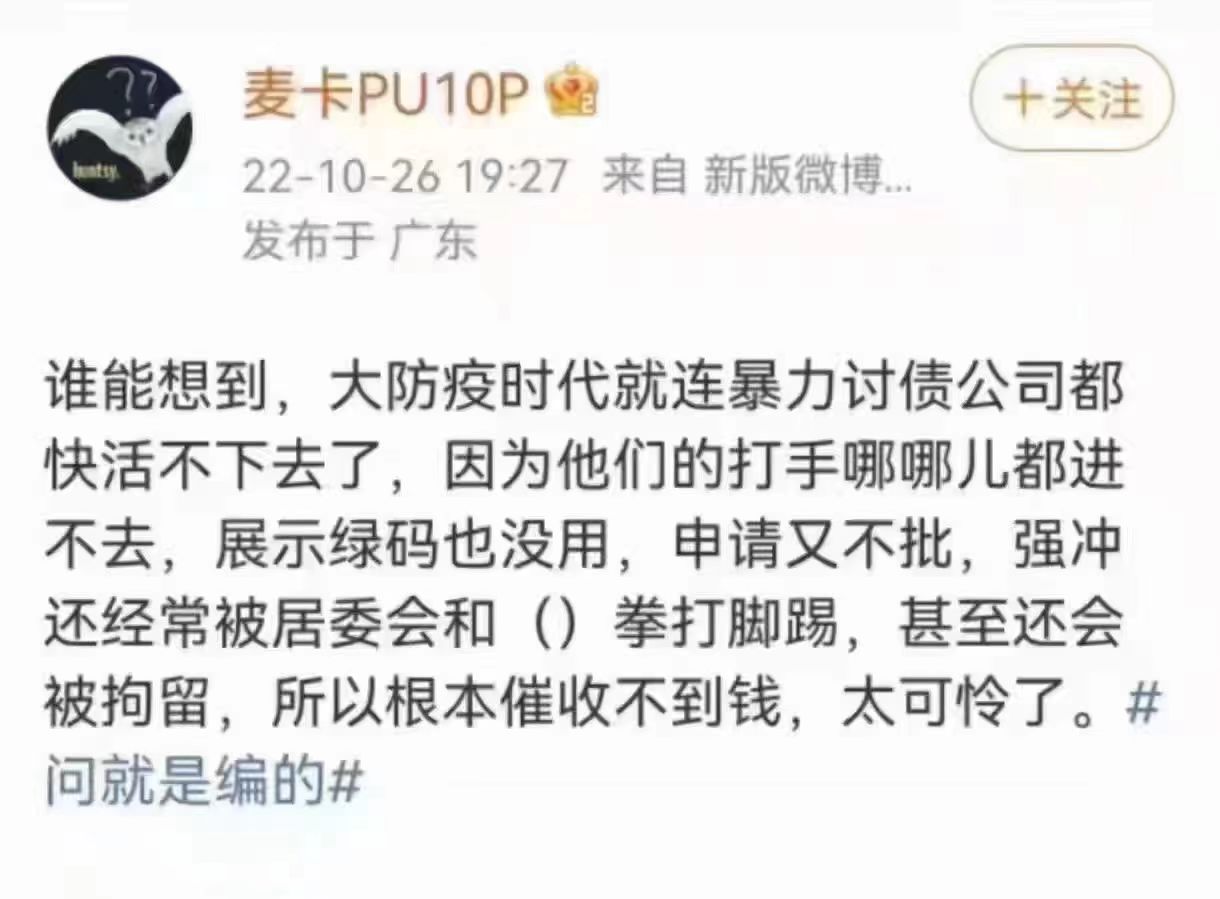 ??
huntsy.
麦卡PU10P
2
+关注
22-10-26 19:27 来自 新版微博...
发布于 广东
谁能想到，大防疫时代就连暴力讨债公司都
快活不下去了，因为他们的打手哪哪儿都进
不去，展示绿码也没用，申请又不批，强冲
还经常被居委会和（）拳打脚踢，甚至还会
被拘留，所以根本催收不到钱，太可怜了。#
问就是编的#